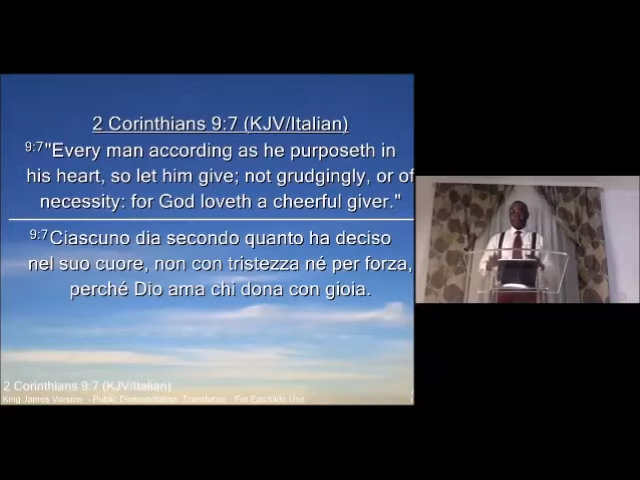 2 Corinthians 9:7 (KJV/Italian)
9:7"Every man according as he purposeth in
his heart, so let him give; not grudgingly, or of
necessity: for God loveth a cheerful giver."
9:7Ciascuno dia secondo quanto ha deciso
nel suo cuore, non con tristezza né per forza,
perché Dio ama chi dona con gioia.
2 Corinthians 9:7 (KJV/Italian)
King James Version - Public Translation For Use